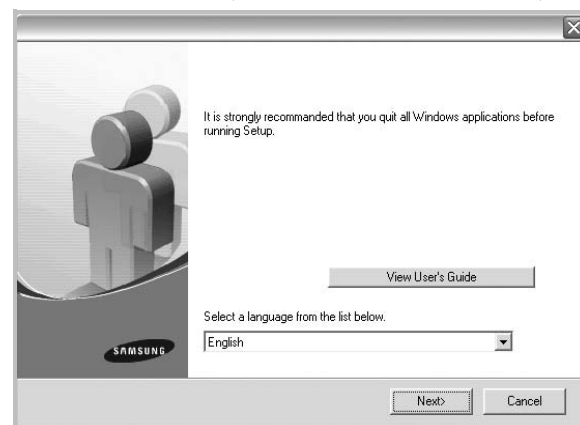 It is strongly recommanded that you quit all Windows applications before
running Setup.
View User's Guide
Select a language from the list below.
English
SAMSUNG
Next>
Cancel